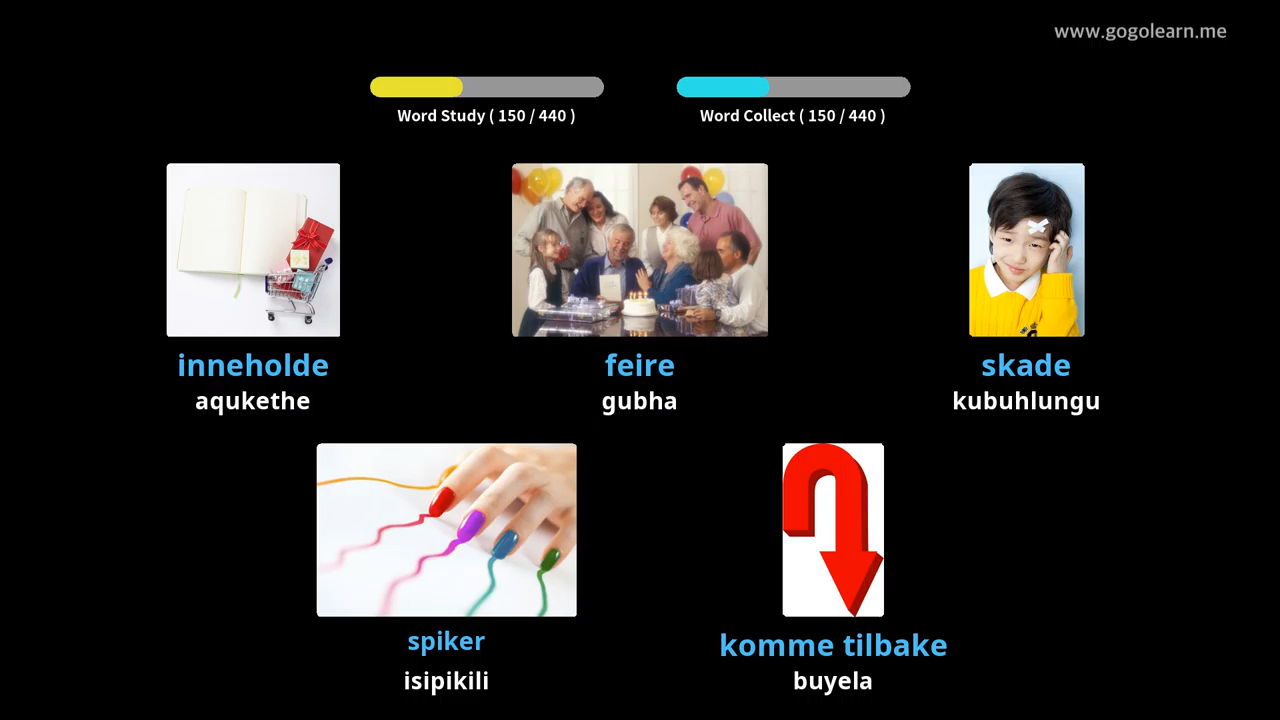 www.gogolearn.me
Word Study ( 150 / 440 )
Word Collect ( 150 / 440 )
inneholde
aqukethe
feire
gubha
skade
kubuhlungu
spiker
isipikili
komme tilbake
buyela